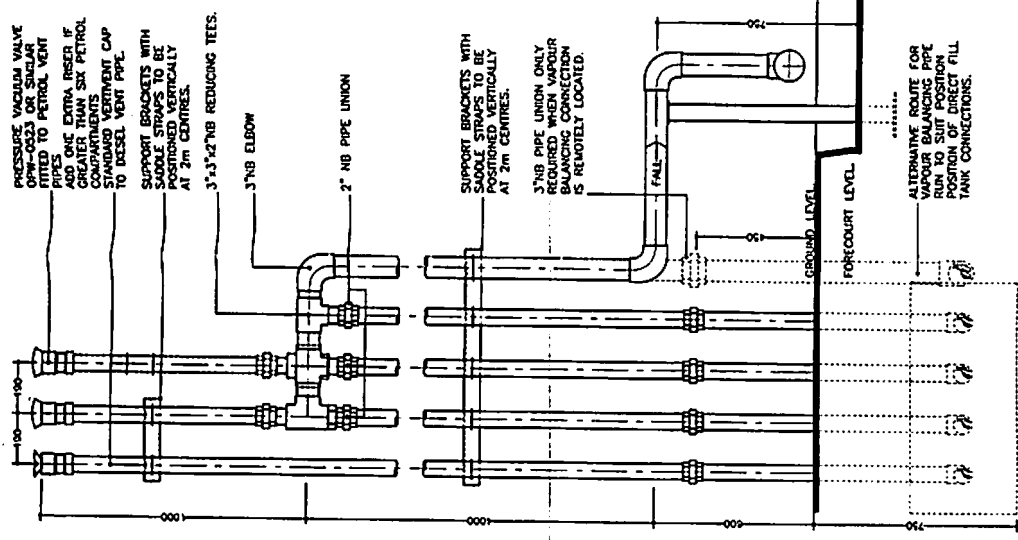 PRESSURE VACUUM VALVE
OPW-0523 OR SIMILAR
FITTED TO PETROL VENT
PIPES
ADD ONE EXTRA RISER IF
GREATER THAN SIX PETROL
COMPARTMENTS
STANDARD VERTIVENT CAP
TO DIESEL VENT PIPE.
SUPPORT BRACKETS WITH
SADDLE STRAPS TO BE
POSITIONED VERTICALLY
AT 2m CENTRES.
3"x3"x2"NB REDUCING TEES.
3"NB ELBOW
2" NB PIPE UNION
SUPPORT BRACKETS WITH
SADDLE STRAPS TO BE
POSITIONED VERTICALLY
AT 2m CENTRES.
3"NB PIPE UNION ONLY
REQUIRED WHEN VAPOUR
BALANCING CONNECTION
IS REMOTELY LOCATED.
ALTERNATIVE ROUTE FOR
VAPOUR BALANCING PIPE
RUN TO SUIT POSITION
POSITION OF DIRECT FILL
TANK CONNECTIONS.
GROUND LEVEL
FORECOURT LEVEL
FALL
750
450
190
190
1000
4000
600
750